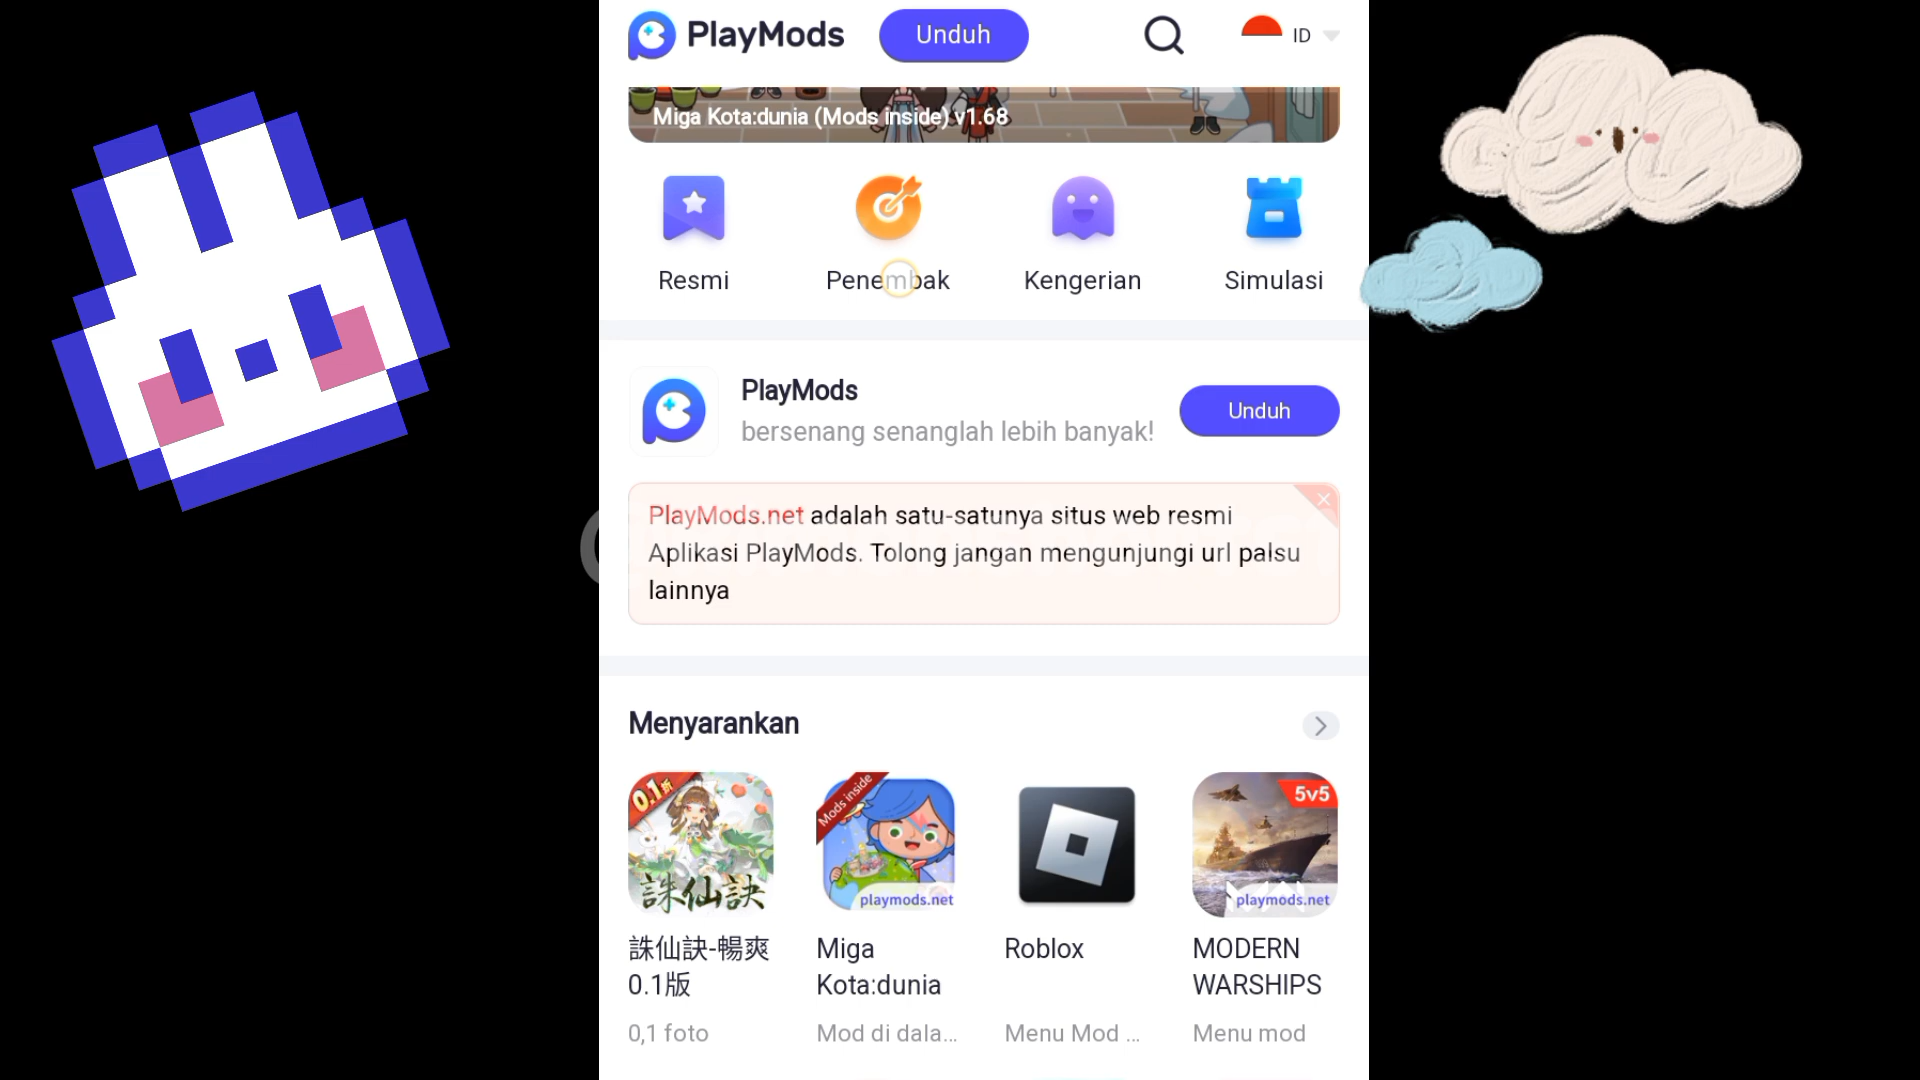 PlayMods Unduh ID
Miga Kota:dunia (Mods inside) v1.68
Resmi Penembak Kengerian Simulasi
PlayMods
bersenang senanglah lebih banyak!
Unduh
PlayMods.net adalah satu-satunya situs web resmi
Aplikasi PlayMods. Tolong jangan mengunjungi url palsu
lainnya
Menyarankan
0.1折
誅仙訣
Mods inside
playmods.net
5v5
playmods.net
誅仙訣-暢爽
0.1版
0,1 foto
Miga
Kota:dunia
Mod di dala...
Roblox
Menu Mod ...
MODERN
WARSHIPS
Menu mod